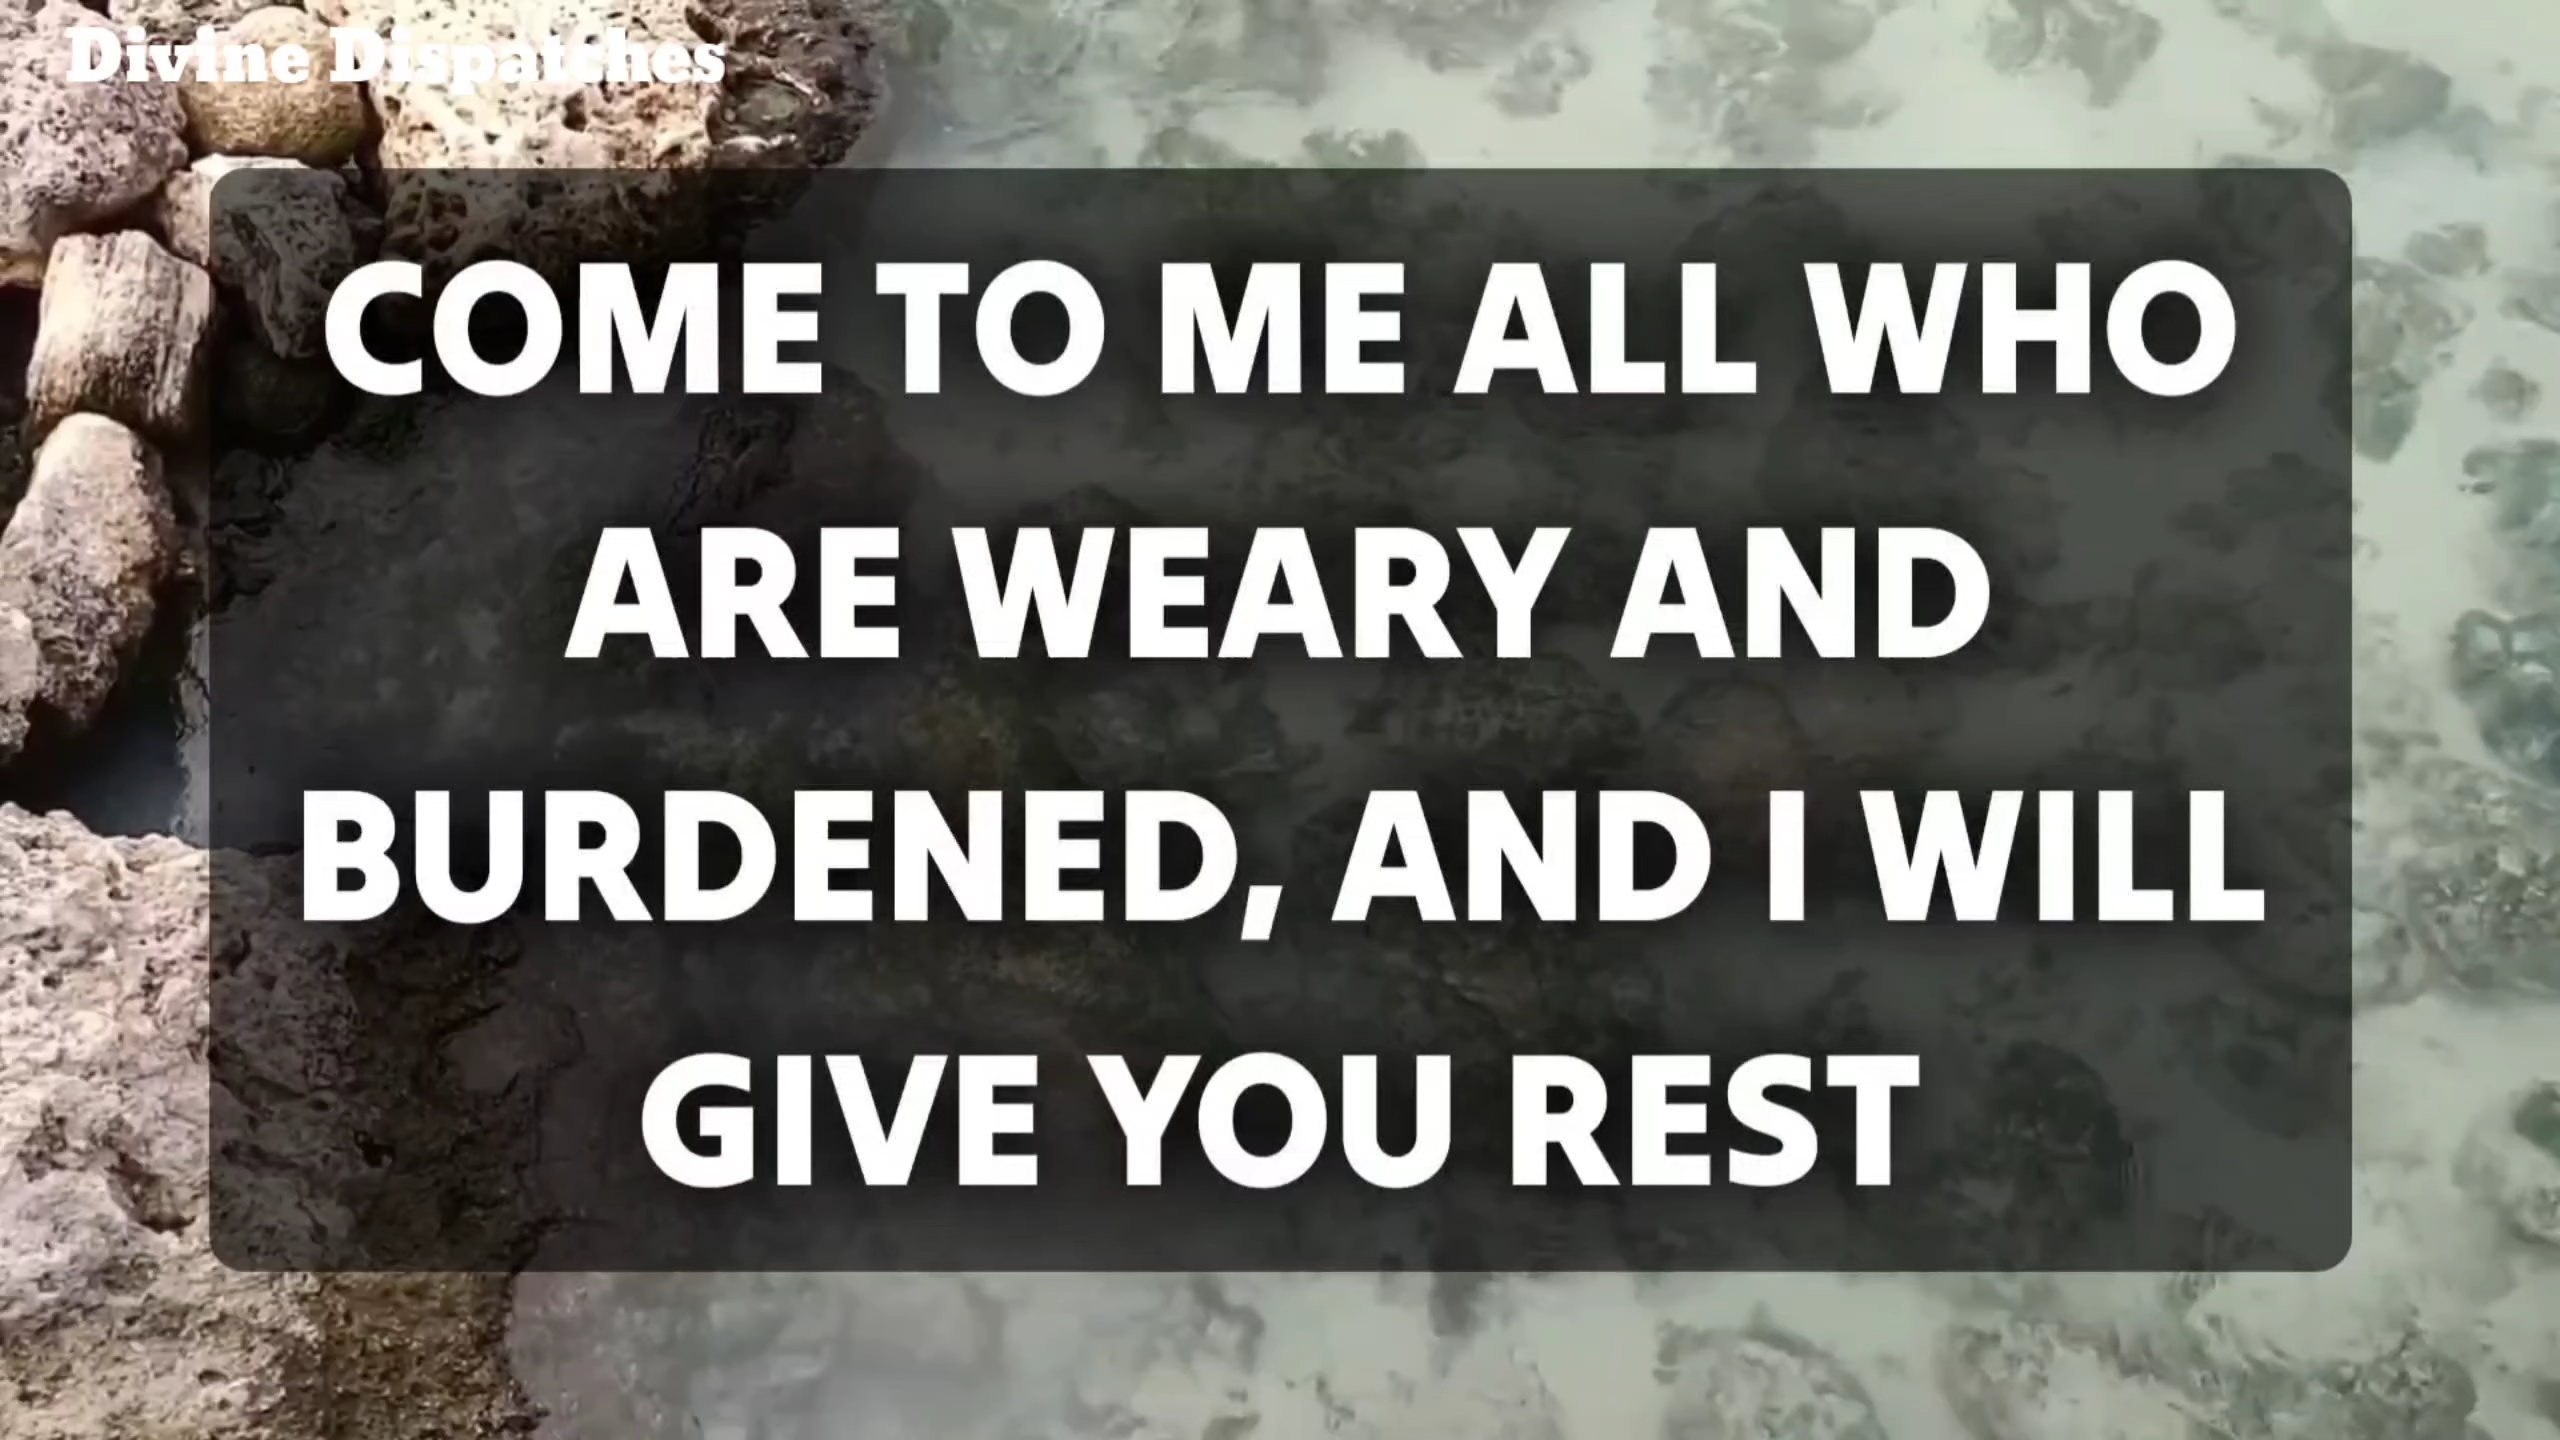 Divine Dispatches
COME TO ME ALL WHO
ARE WEARY AND
BURDENED, AND I WILL
GIVE YOU REST